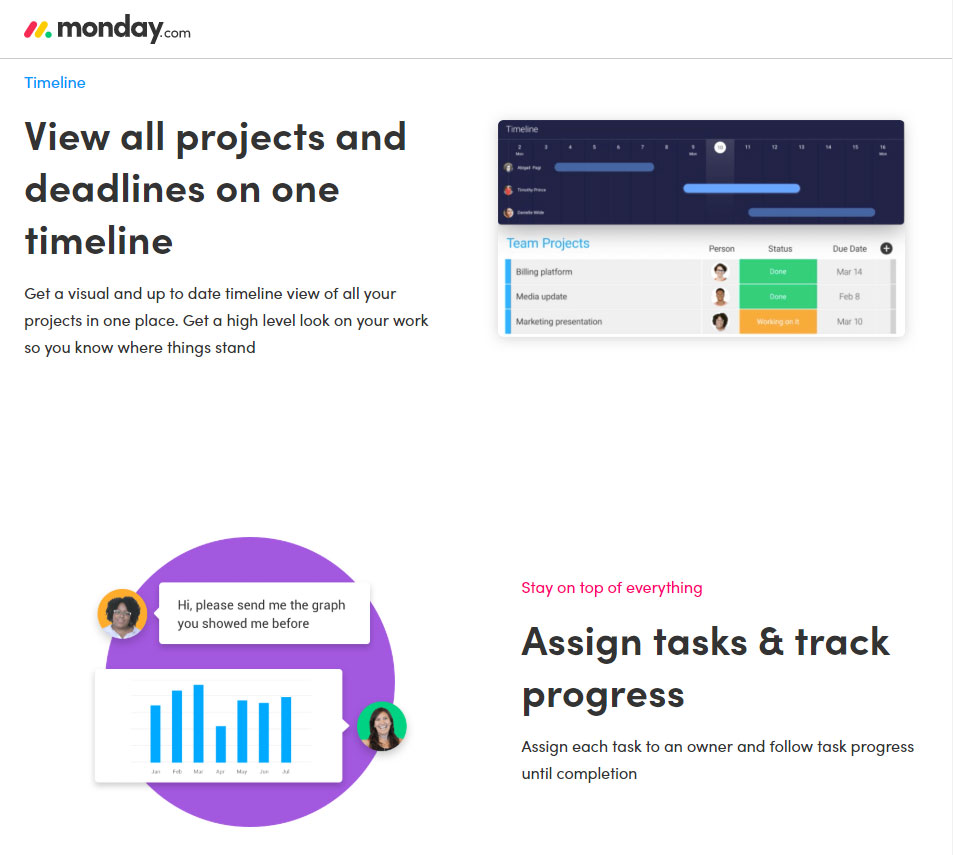 monday.com
Timeline
View all projects and
deadlines on one
timeline
Get a visual and up to date timeline view of all your
projects in one place. Get a high level look on your work
so you know where things stand
Timeline
2 3 4 5 6 7 8 9 10 11 12 13 14 15 16
Mon Mon Mon
Abigail Pagi
Timothy Prince
Danielle Wilde
Team Projects Person Status Due Date
Billing platform Done Mar 14
Media update Done Feb 8
Marketing presentation Working on it Mar 10
Hi, please send me the graph
you showed me before
Jan Feb Mar Apr May Jun Jul
Stay on top of everything
Assign tasks & track
progress
Assign each task to an owner and follow task progress
until completion